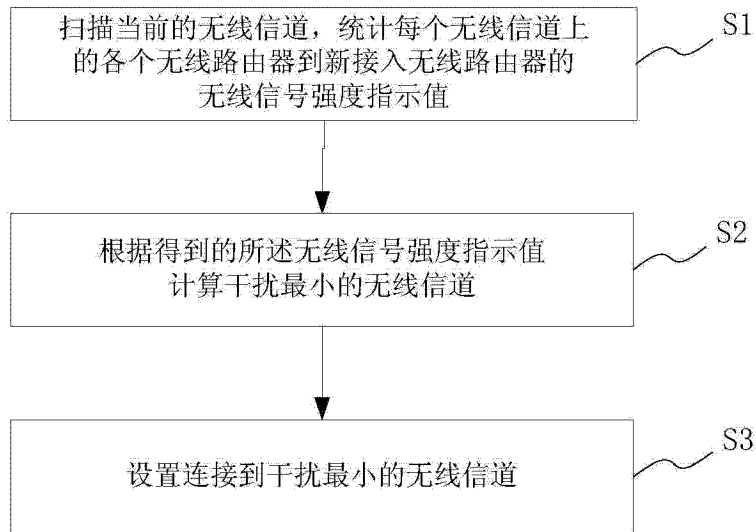 扫描当前的无线信道，统计每个无线信道上
的各个无线路由器到新接入无线路由器的
无线信号强度指示值
S1
根据得到的所述无线信号强度指示值
计算干扰最小的无线信道
S2
设置连接到干扰最小的无线信道
S3